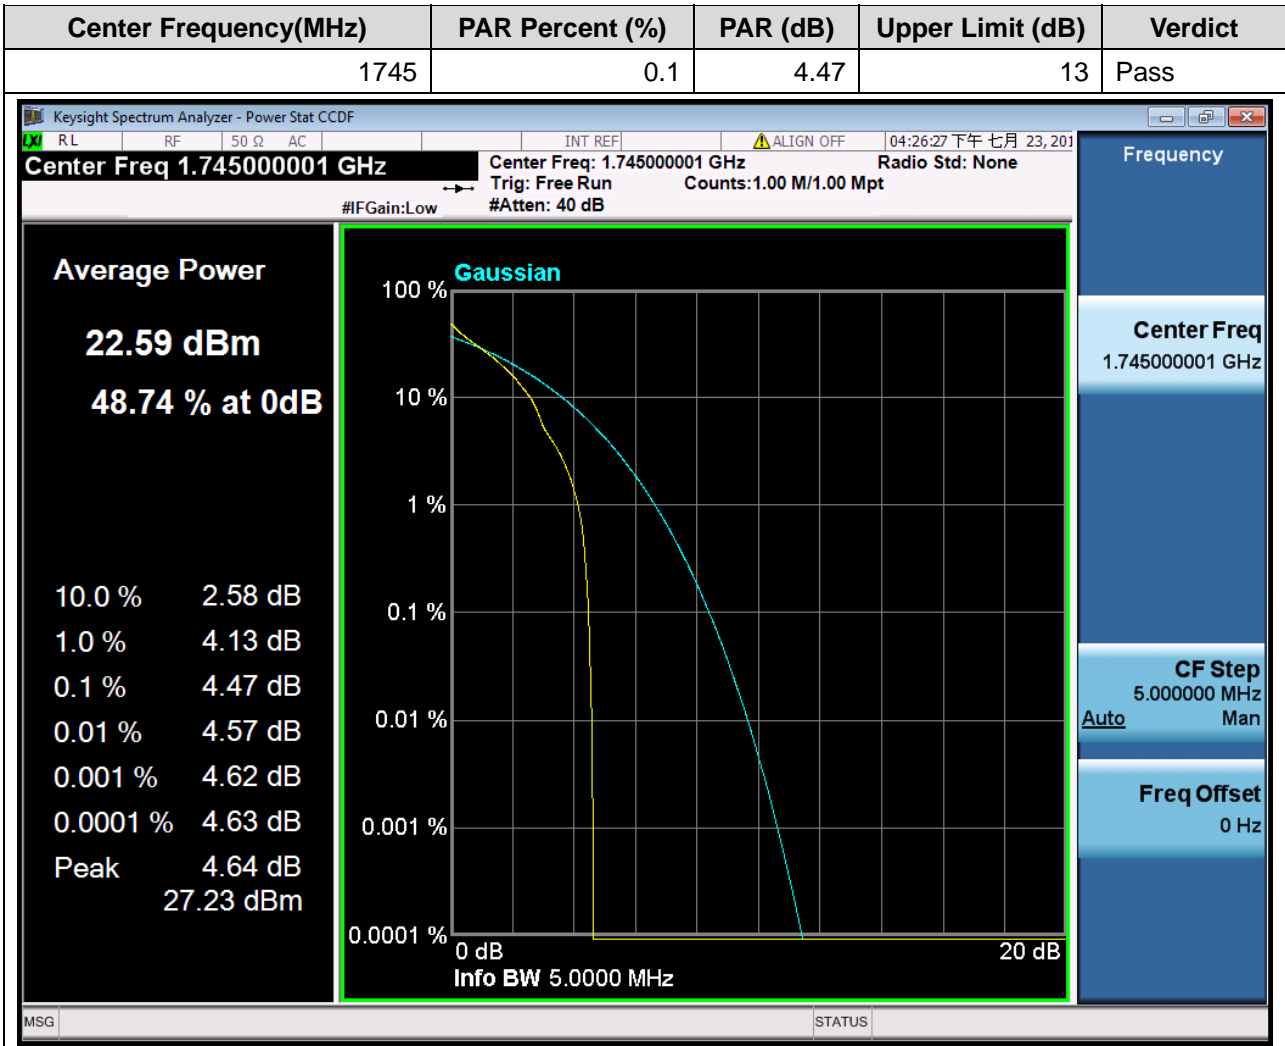 Center Frequency(MHz) PAR Percent (%) PAR (dB) Upper Limit (dB) Verdict
1745 0.1 4.47 13 Pass
Keysight Spectrum Analyzer - Power Stat CCDF
LXI RL RF 50 Ω AC INT REF ALIGN OFF 04:26:27 下午 七月 23, 201
Center Freq 1.745000001 GHz
Center Freq: 1.745000001 GHz Radio Std: None
Trig: Free Run Counts:1.00 M/1.00 Mpt
#IFGain:Low #Atten: 40 dB
Frequency
Average Power
22.59 dBm
48.74 % at 0dB
10.0 % 2.58 dB
1.0 % 4.13 dB
0.1 % 4.47 dB
0.01 % 4.57 dB
0.001 % 4.62 dB
0.0001 % 4.63 dB
Peak 4.64 dB
27.23 dBm
Gaussian
100 %
10 %
1 %
0.1 %
0.01 %
0.001 %
0.0001 %
0 dB 20 dB
Info BW 5.0000 MHz
Center Freq
1.745000001 GHz
CF Step
5.000000 MHz
Auto Man
Freq Offset
0 Hz
MSG STATUS